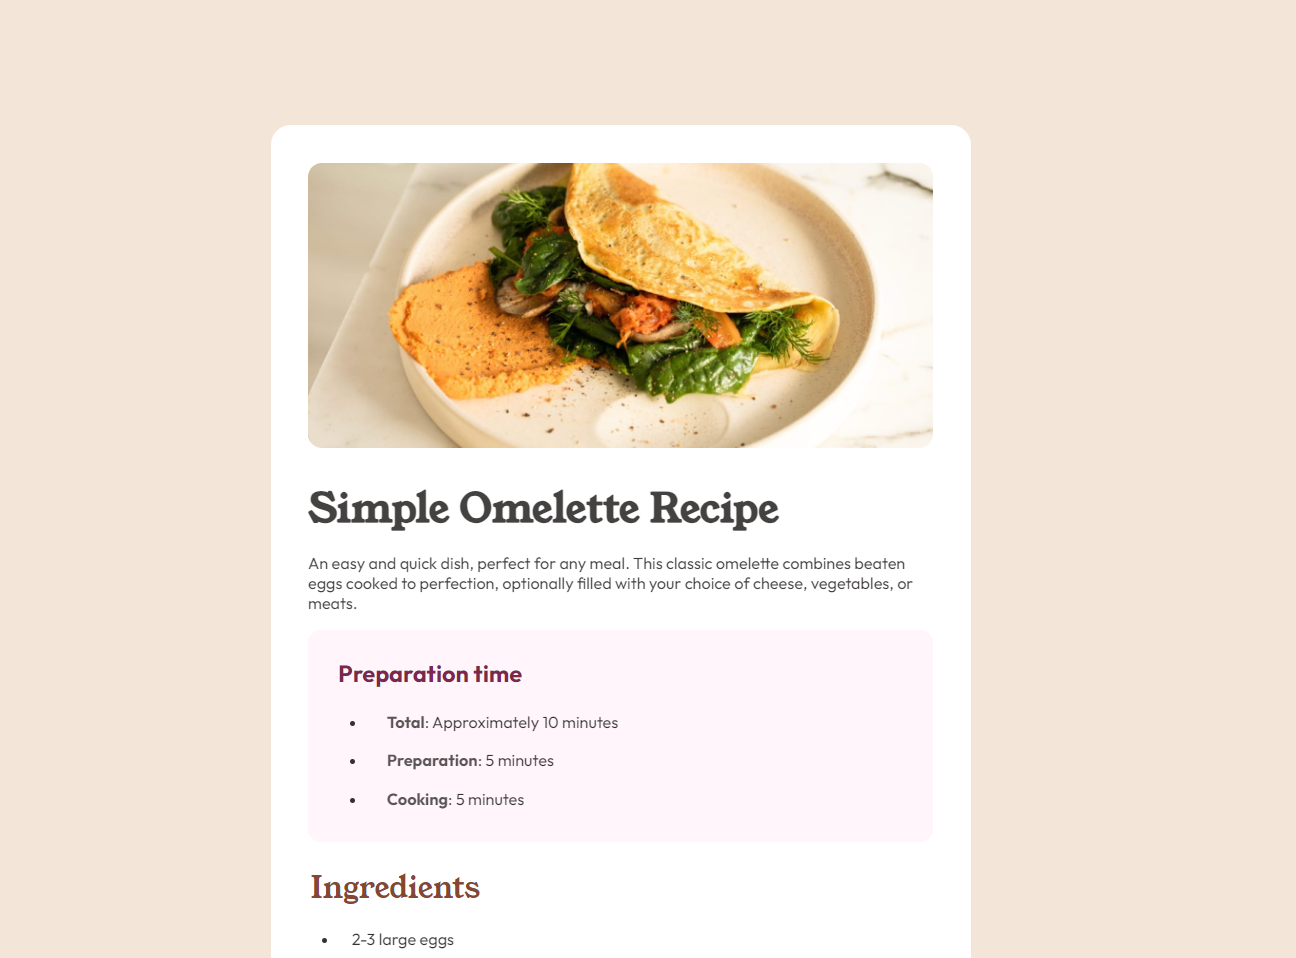 Simple Omelette Recipe
An easy and quick dish, perfect for any meal. This classic omelette combines beaten
eggs cooked to perfection, optionally filled with your choice of cheese, vegetables, or
meats.
Preparation time
• Total: Approximately 10 minutes
• Preparation: 5 minutes
• Cooking: 5 minutes
Ingredients
• 2-3 large eggs